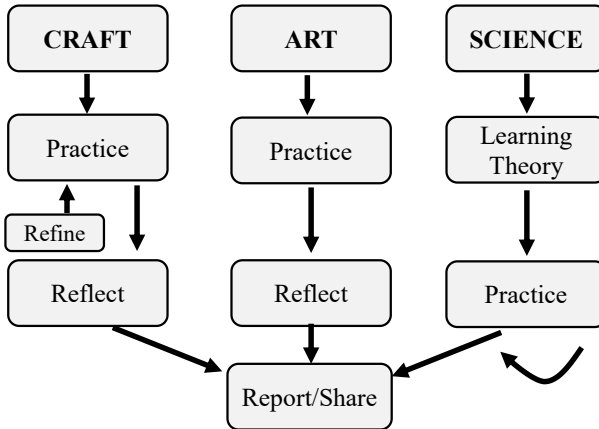 CRAFT
ART
SCIENCE
Practice
Practice
Learning
Theory
Refine
Reflect
Reflect
Practice
Report/Share